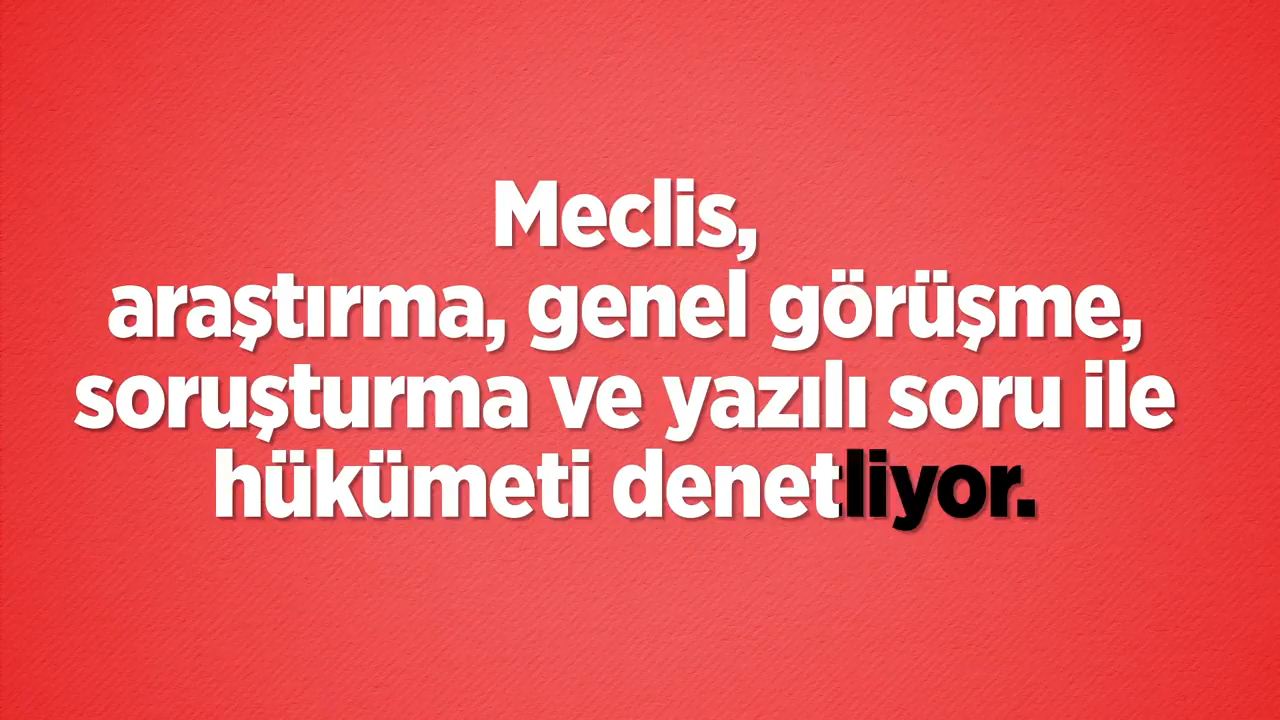 Meclis,
araştırma, genel görüşme,
soruşturma ve yazılı soru ile
hükümeti denetliyor.